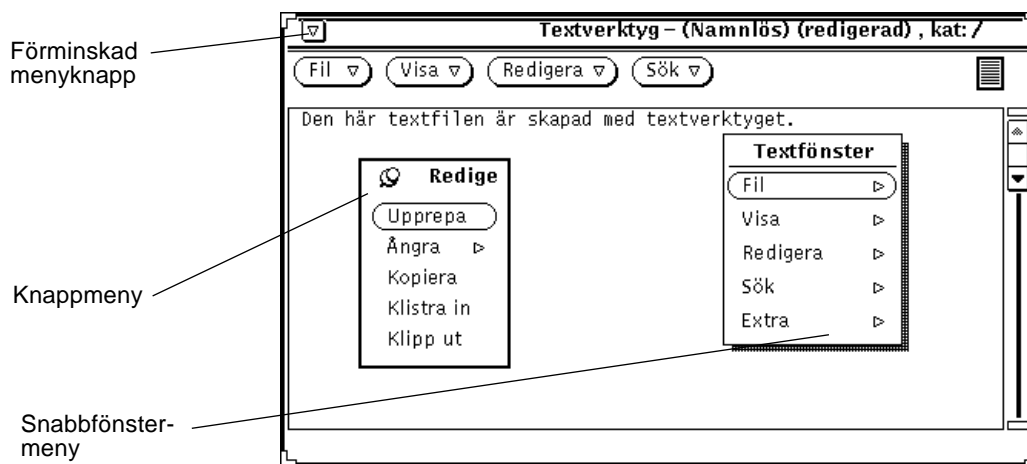 Textverktyg – (Namnlös) (redigerad) , kat: /
Förminskad
menyknapp
Fil
Visa
Redigera
Sök
Den här textfilen är skapad med textverktyget.
Redige
Upprepa
Ångra
Kopiera
Klistra in
Klipp ut
Textfönster
Fil
Visa
Redigera
Sök
Extra
Knappmeny
Snabbfönster-
meny